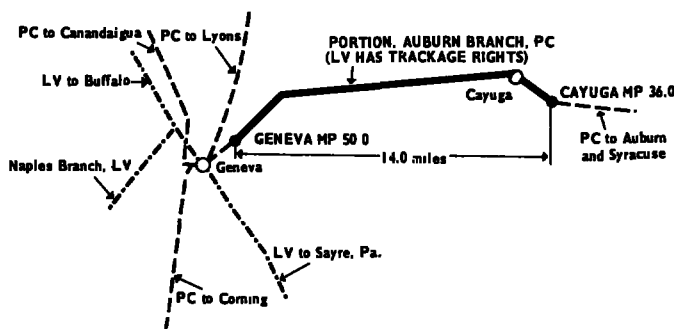 PC to Canandaigua
PC to Lyons
LV to Buffalo
PORTION, AUBURN BRANCH, PC
(LV HAS TRACKAGE RIGHTS)
Cayuga
CAYUGA MP 36.0
GENEVA MP 50 0
14.0 miles
PC to Auburn
and Syracuse
Naples Branch, LV
Geneva
LV to Sayre, Pa.
PC to Corning